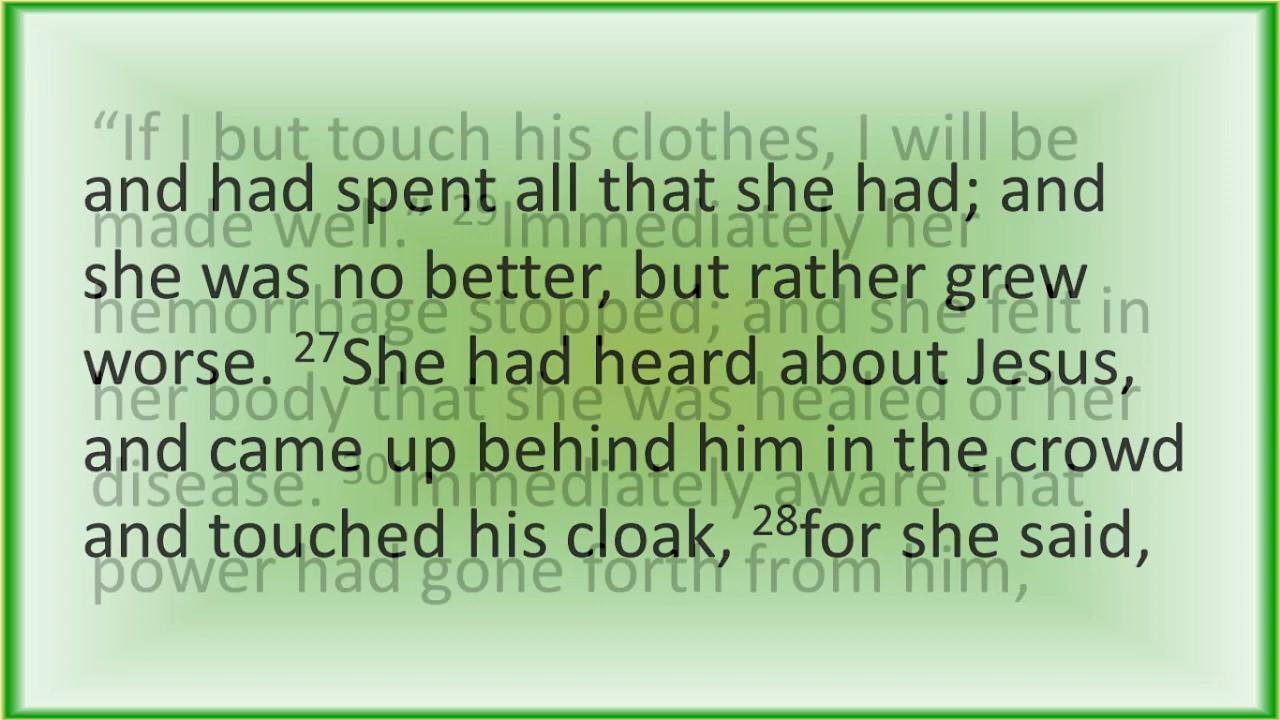 and had spent all that she had; and
she was no better, but rather grew
worse. ²⁷She had heard about Jesus,
and came up behind him in the crowd
and touched his cloak, ²⁸for she said,
“If I but touch his clothes, I will be
made well.” ²⁹Immediately her
hemorrhage stopped; and she felt in
her body that she was healed of her
disease. ³⁰Immediately aware that
power had gone forth from him,